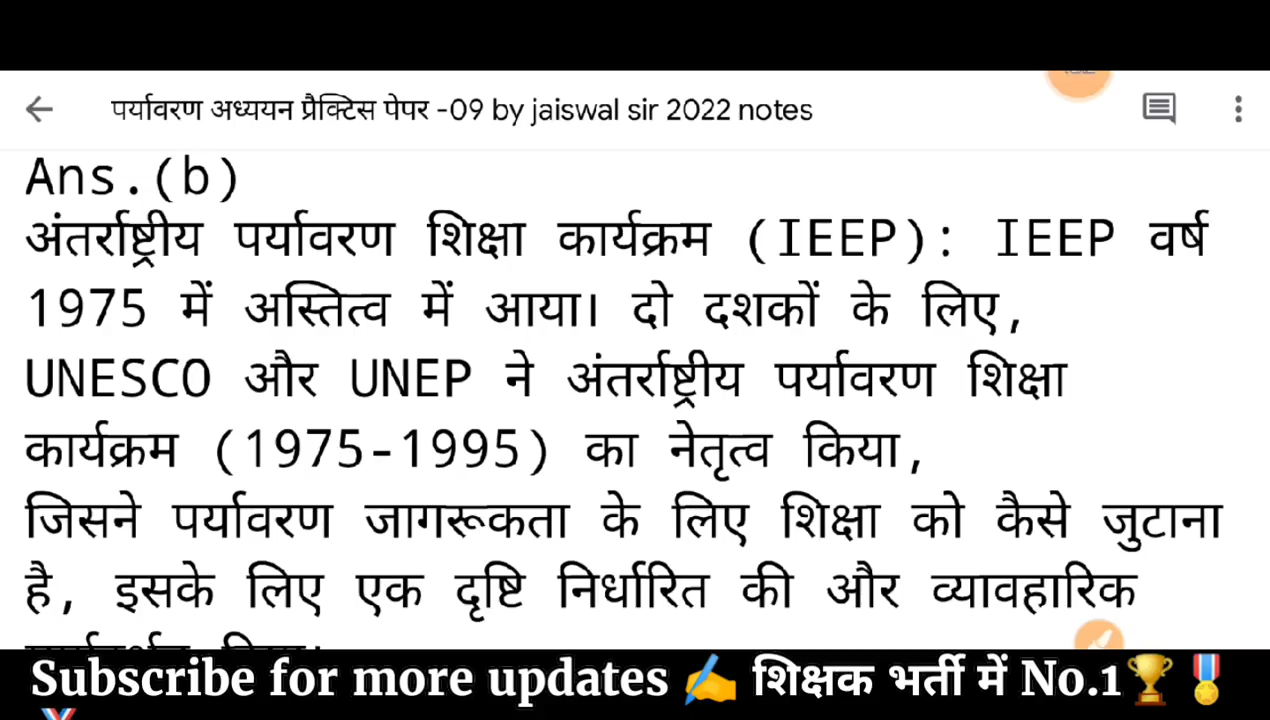 पर्यावरण अध्ययन प्रैक्टिस पेपर -09 by jaiswal sir 2022 notes
Ans.(b)
अंतर्राष्ट्रीय पर्यावरण शिक्षा कार्यक्रम (IEEP): IEEP वर्ष
1975 में अस्तित्व में आया। दो दशकों के लिए,
UNESCO और UNEP ने अंतर्राष्ट्रीय पर्यावरण शिक्षा
कार्यक्रम (1975-1995) का नेतृत्व किया,
जिसने पर्यावरण जागरूकता के लिए शिक्षा को कैसे जुटाना
है, इसके लिए एक दृष्टि निर्धारित की और व्यावहारिक
Subscribe for more updates ✍️ शिक्षक भर्ती में No.1🏆🏅